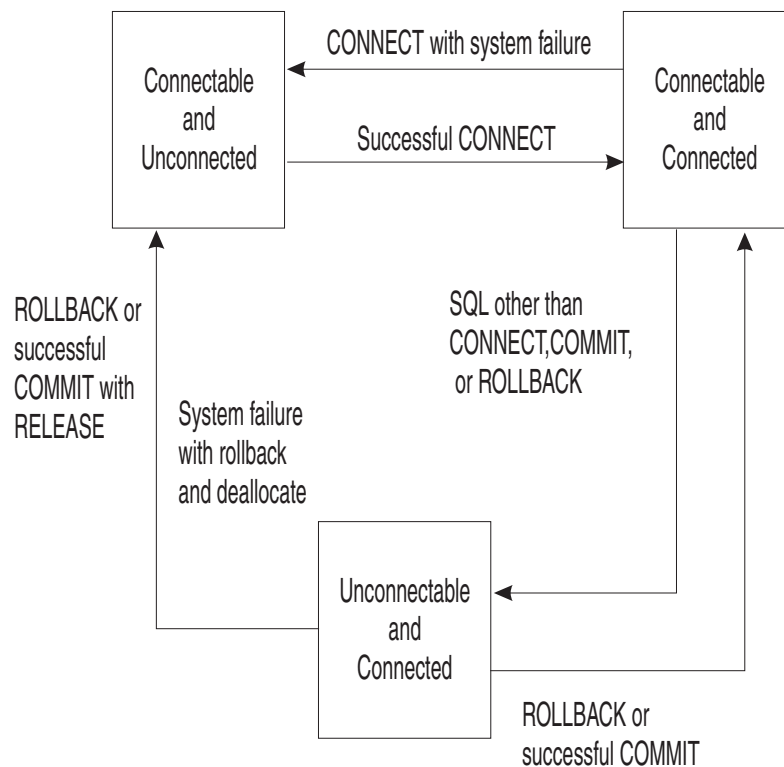 CONNECT with system failure
Connectable
and
Unconnected
Successful CONNECT
Connectable
and
Connected
ROLLBACK or
successful
COMMIT with
RELEASE
System failure
with rollback
and deallocate
SQL other than
CONNECT,COMMIT,
or ROLLBACK
Unconnectable
and
Connected
ROLLBACK or
successful COMMIT